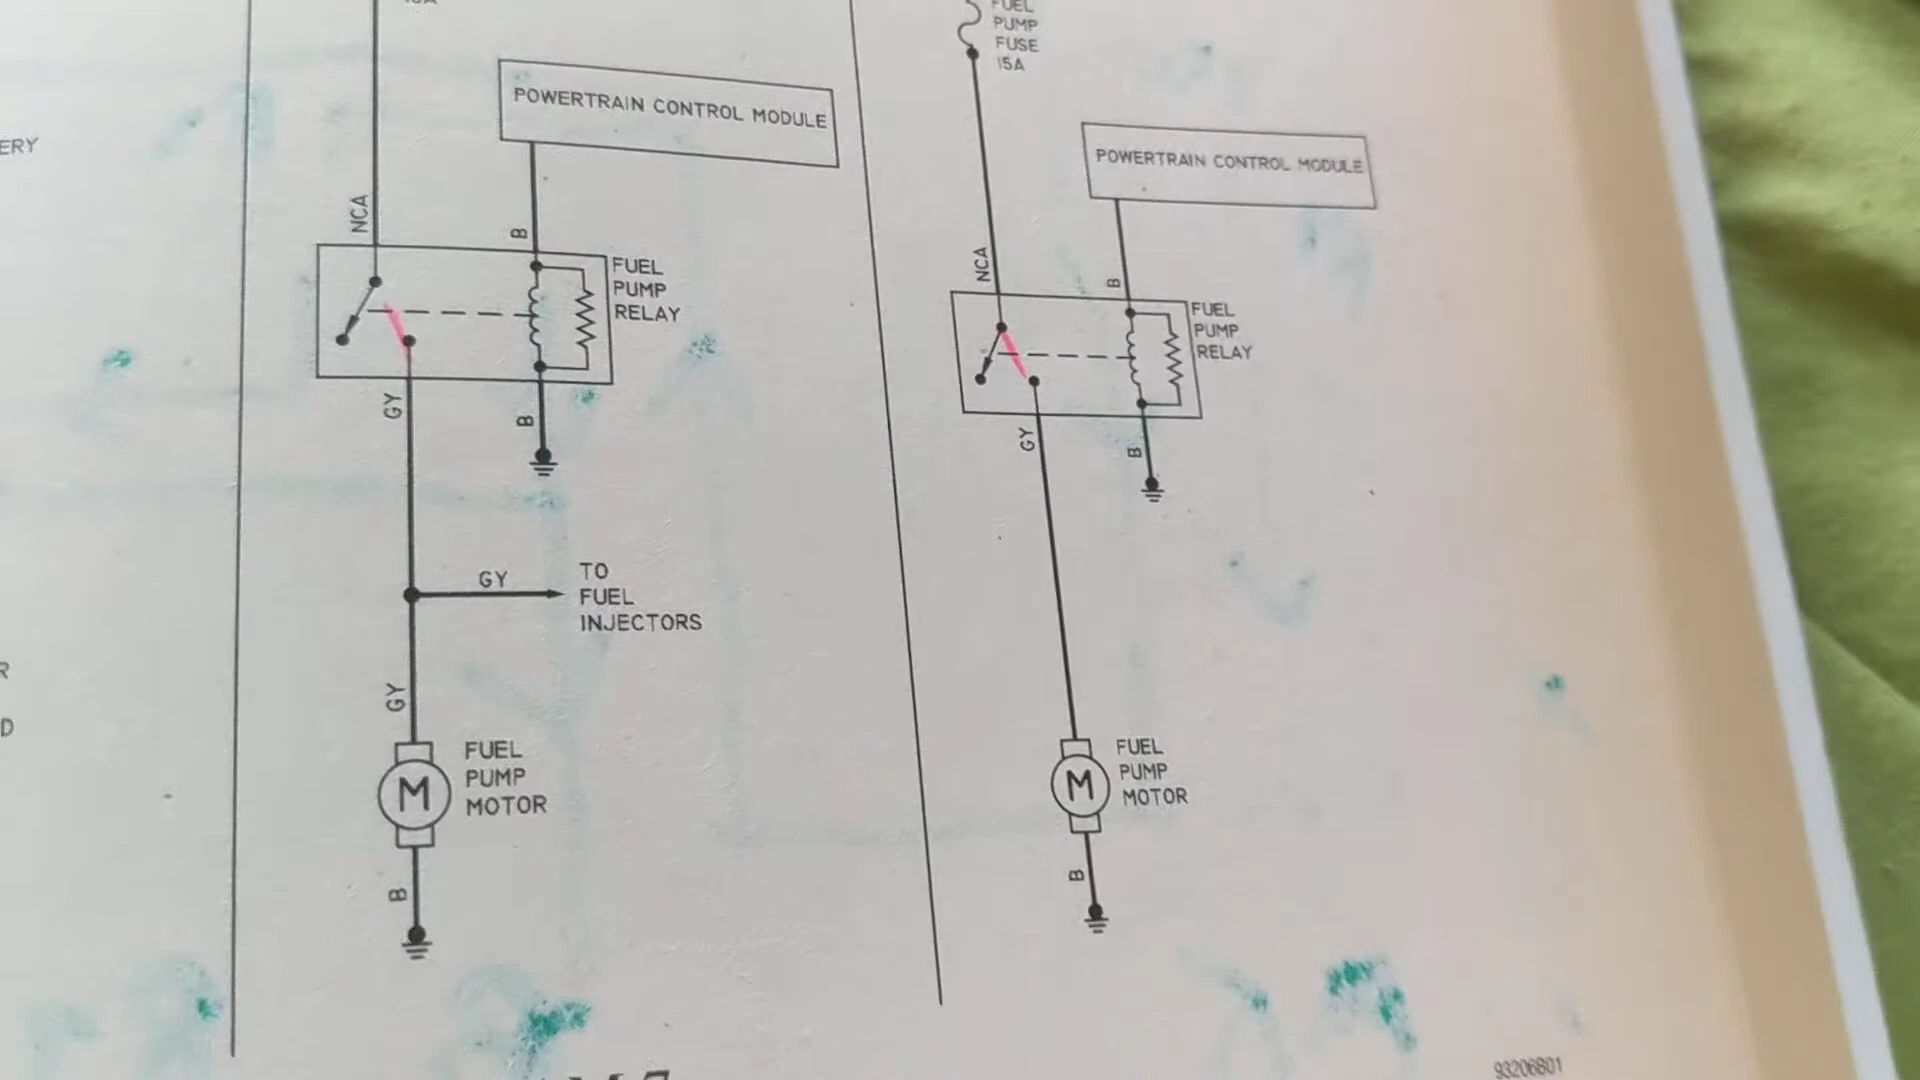 ERY
R
D
POWERTRAIN CONTROL MODULE
NCA
B
FUEL
PUMP
RELAY
GY
B
GY
TO
FUEL
INJECTORS
GY
FUEL
PUMP
MOTOR
M
B
FUEL
PUMP
FUSE
15A
POWERTRAIN CONTROL MODULE
NCA
B
FUEL
PUMP
RELAY
GY
B
FUEL
PUMP
MOTOR
M
B
93206B01